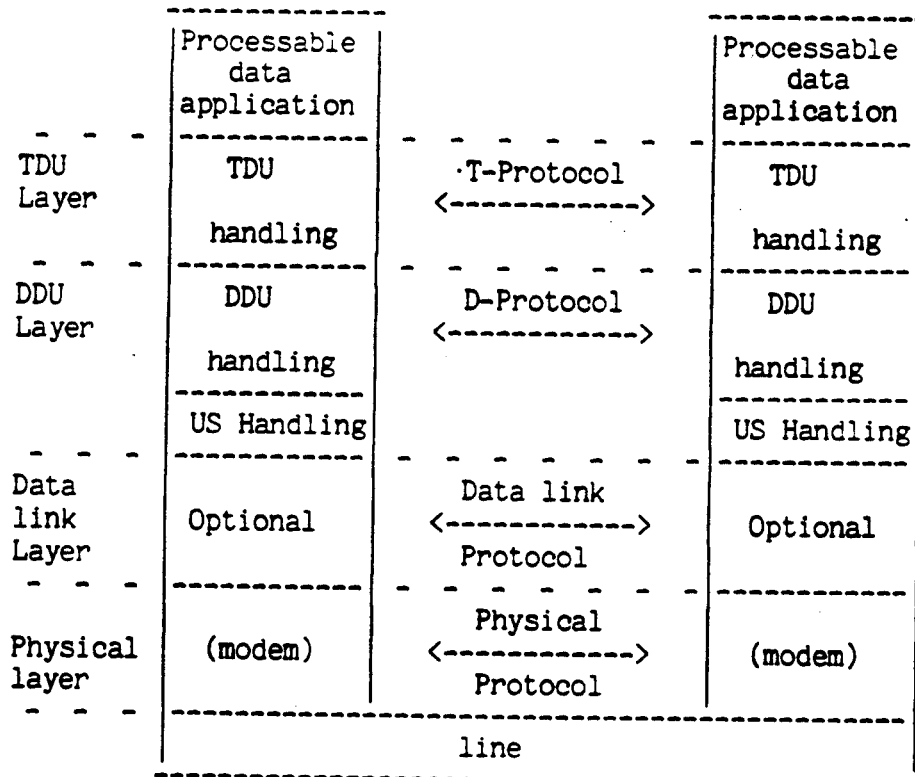 Processable Processable
data data
application application
TDU TDU ·T-Protocol TDU
Layer <------------>
handling handling
DDU DDU D-Protocol DDU
Layer <------------>
handling handling
US Handling US Handling
Data Data link
link Optional <------------> Optional
Layer Protocol
Physical
Physical (modem) <------------> (modem)
layer Protocol
line